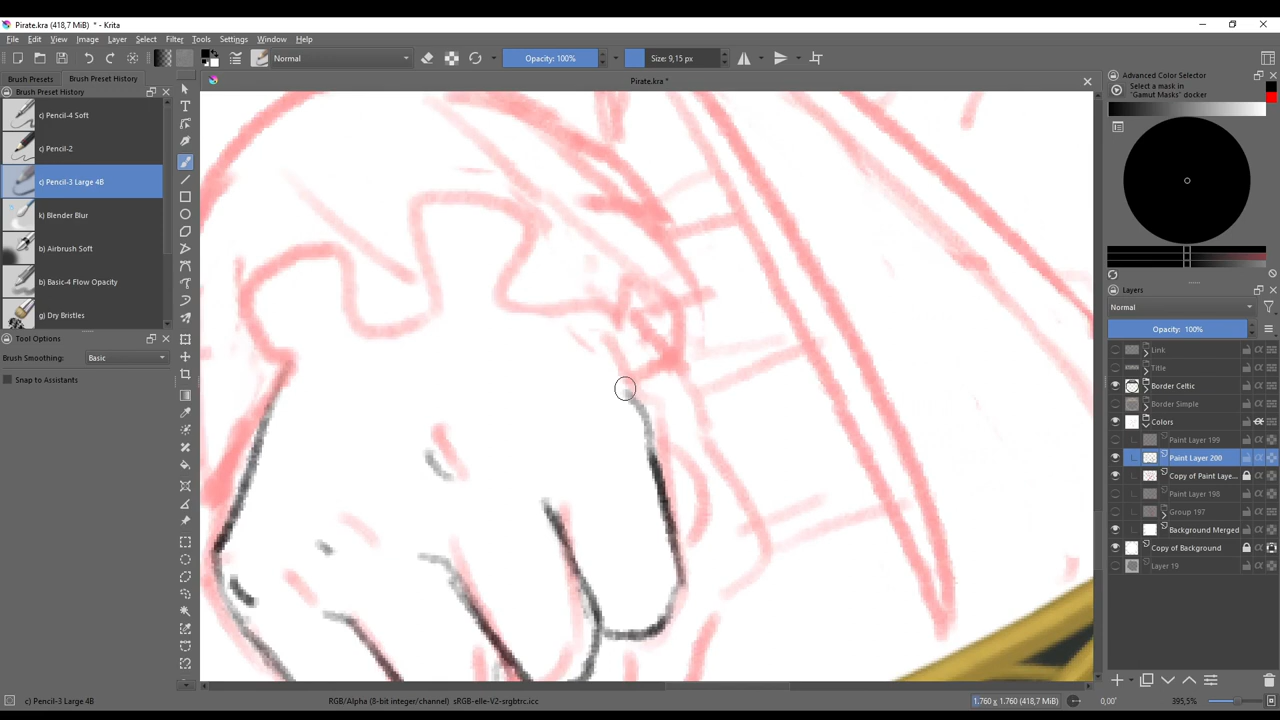 Pirate.kra (418,7 MiB) * - Krita
File Edit View Image Layer Select Filter Tools Settings Window Help
Normal
Opacity: 100%
Size: 9,15 px
Brush Presets
Brush Preset History
Pirate.kra *
Advanced Color Selector
Brush Preset History
Select a mask in
"Gamut Masks" docker
c) Pencil-4 Soft
c) Pencil-2
c) Pencil-3 Large 4B
k) Blender Blur
b) Airbrush Soft
b) Basic-4 Flow Opacity
g) Dry Bristles
Tool Options
Brush Smoothing: Basic
Snap to Assistants
Layers
Normal
Opacity: 100%
Link
Title
Border Celtic
Border Simple
Colors
Paint Layer 199
Paint Layer 200
Copy of Paint Laye...
Paint Layer 198
Group 197
Background Merged
Copy of Background
Layer 19
c) Pencil-3 Large 4B
RGB/Alpha (8-bit integer/channel) sRGB-elle-V2-srgbtrc.icc
1.760 x 1.760 (418,7 MiB)
0,00°
395,5%